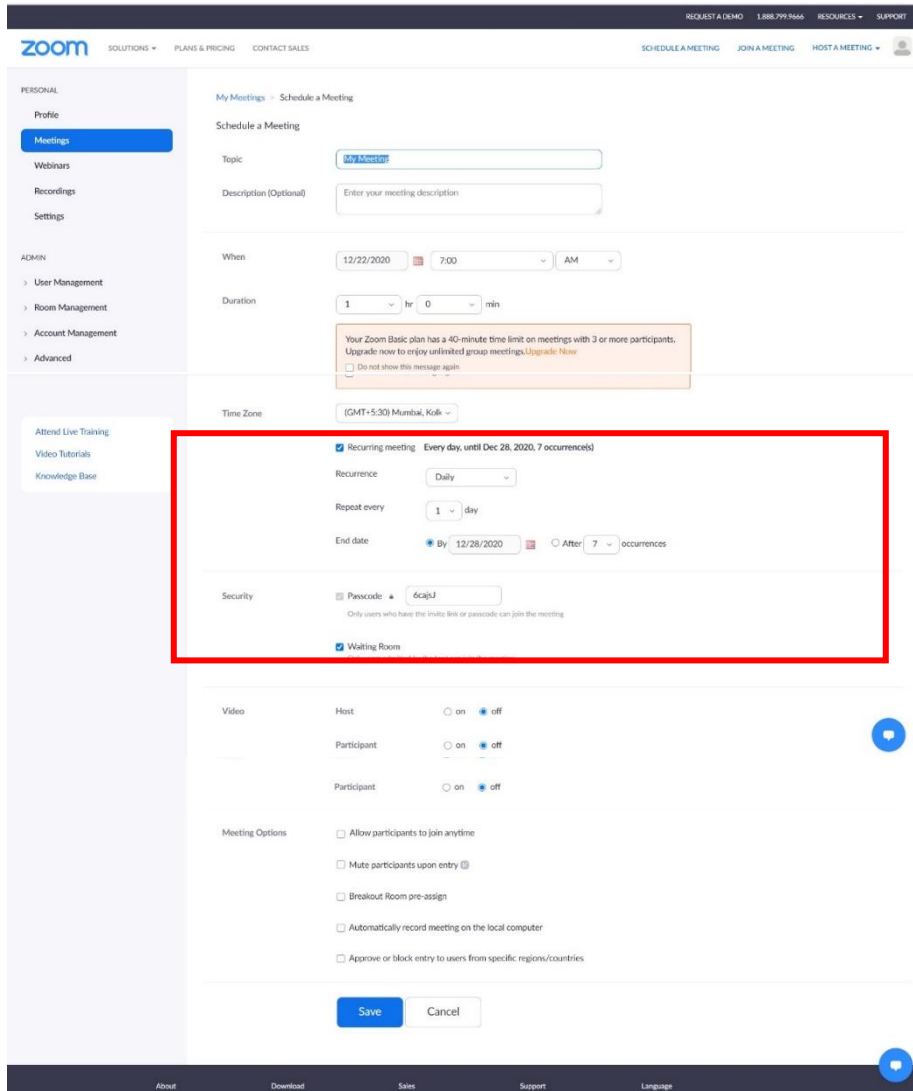 REQUEST A DEMO 1.888.799.9666 RESOURCES SUPPORT
zoom SOLUTIONS PLANS & PRICING CONTACT SALES SCHEDULE A MEETING JOIN A MEETING HOST A MEETING
PERSONAL
Profile
Meetings
Webinars
Recordings
Settings
ADMIN
> User Management
> Room Management
> Account Management
> Advanced
Attend Live Training
Video Tutorials
Knowledge Base
My Meetings > Schedule a Meeting
Schedule a Meeting
Topic My Meeting
Description (Optional) Enter your meeting description
When 12/22/2020 7:00 AM
Duration 1 hr 0 min
Your Zoom Basic plan has a 40-minute time limit on meetings with 3 or more participants.
Upgrade now to enjoy unlimited group meetings.Upgrade Now
Do not show this message again
Time Zone (GMT+5:30) Mumbai, Kolk
Recurring meeting Every day, until Dec 28, 2020, 7 occurrence(s)
Recurrence Daily
Repeat every 1 day
End date By 12/28/2020 After 7 occurrences
Security Passcode 6cajsJ
Only users who have the invite link or passcode can join the meeting
Waiting Room
Video Host on off
Participant on off
Participant on off
Meeting Options Allow participants to join anytime
Mute participants upon entry
Breakout Room pre-assign
Automatically record meeting on the local computer
Approve or block entry to users from specific regions/countries
Save Cancel
About Download Sales Support Language